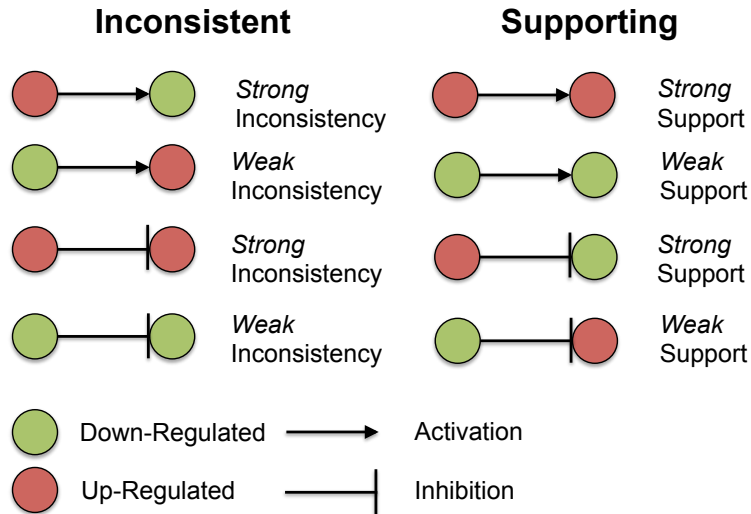 Inconsistent
Supporting
Strong
Inconsistency
Strong
Support
Weak
Inconsistency
Weak
Support
Strong
Inconsistency
Strong
Support
Weak
Inconsistency
Weak
Support
Down-Regulated
Activation
Up-Regulated
Inhibition